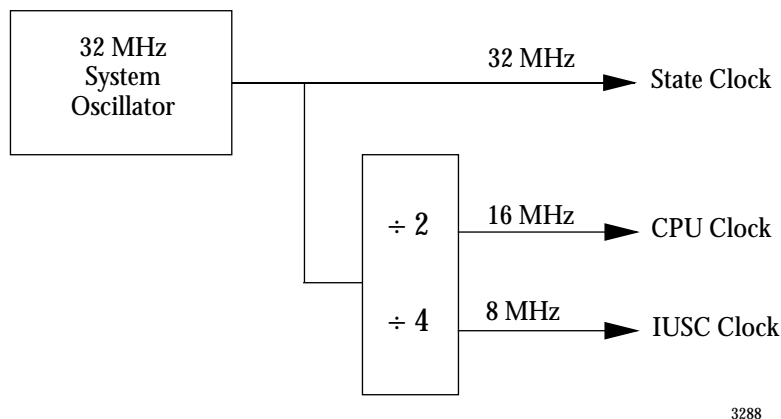 32 MHz
System
Oscillator
32 MHz
State Clock
÷ 2
16 MHz
CPU Clock
÷ 4
8 MHz
IUSC Clock
3288